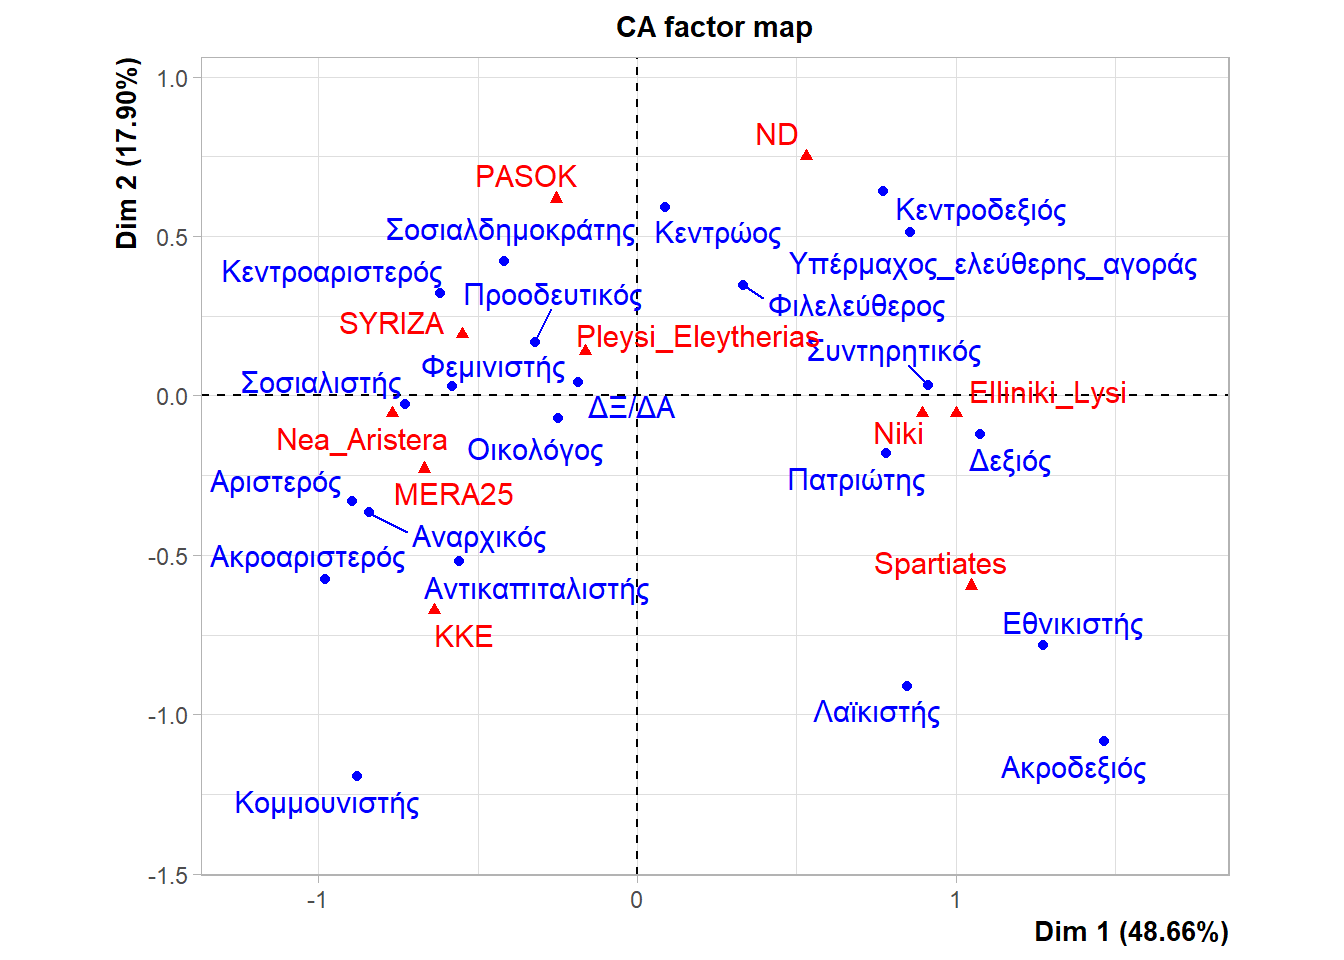 CA factor map
Dim 2 (17.90%)
1.0
0.5
0.0
-0.5
-1.0
-1.5
ND
PASOK
Κεντροδεξιός
Σοσιαλδημοκράτης
Κεντρώος
Υπέρμαχος_ελεύθερης_αγοράς
Κεντροαριστερός
Προοδευτικός
Φιλελεύθερος
SYRIZA
Pleysi_Eleytherias
Συντηρητικός
Φεμινιστής
Σοσιαλιστής
Elliniki_Lysi
ΔΞ/ΔΑ
Nea_Aristera
Niki
Οικολόγος
Δεξιός
Αριστερός
Πατριώτης
MERA25
Αναρχικός
Ακροαριστερός
Spartiates
Αντικαπιταλιστής
Εθνικιστής
KKE
Λαϊκιστής
Ακροδεξιός
Κομμουνιστής
-1
0
1
Dim 1 (48.66%)